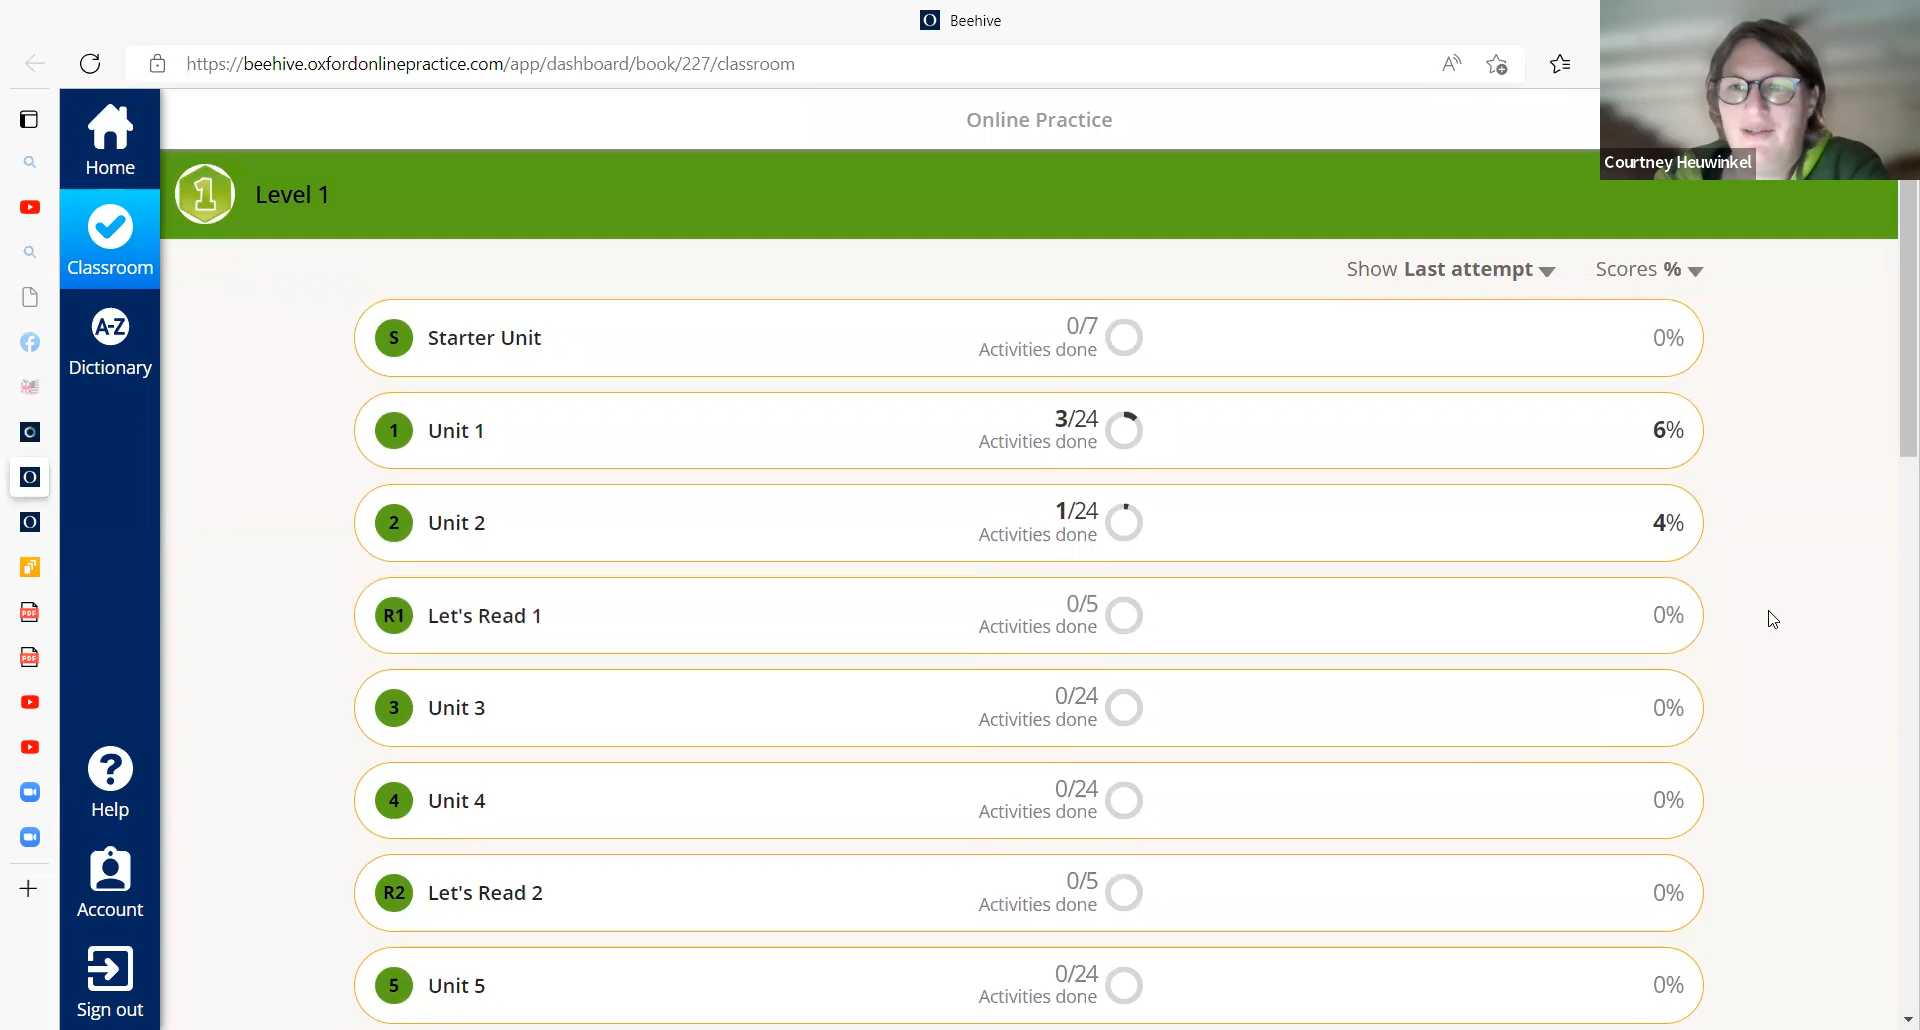 Beehive
https://beehive.oxfordonlinepractice.com/app/dashboard/book/227/classroom
Courtney Heuwinkel
Online Practice
Home
1 Level 1
Classroom
Show Last attempt Scores %
A-Z
Dictionary
S Starter Unit 0/7 Activities done 0%
1 Unit 1 3/24 Activities done 6%
2 Unit 2 1/24 Activities done 4%
R1 Let's Read 1 0/5 Activities done 0%
3 Unit 3 0/24 Activities done 0%
4 Unit 4 0/24 Activities done 0%
R2 Let's Read 2 0/5 Activities done 0%
5 Unit 5 0/24 Activities done 0%
Help
Account
Sign out
PDF
PDF